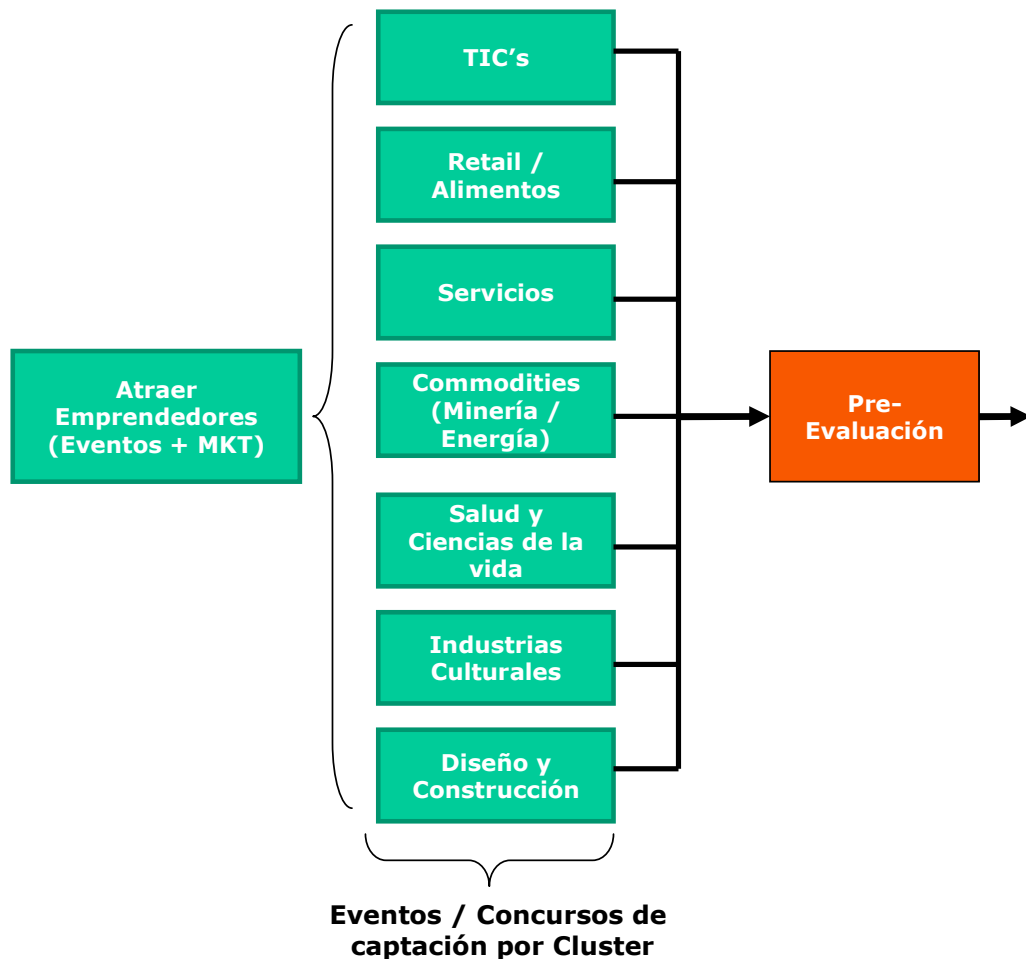 TIC’s
Retail /
Alimentos
Servicios
Atraer
Emprendedores
(Eventos + MKT)
Commodities
(Minería /
Energía)
Pre-
Evaluación
Salud y
Ciencias de la
vida
Industrias
Culturales
Diseño y
Construcción
Eventos / Concursos de
captación por Cluster